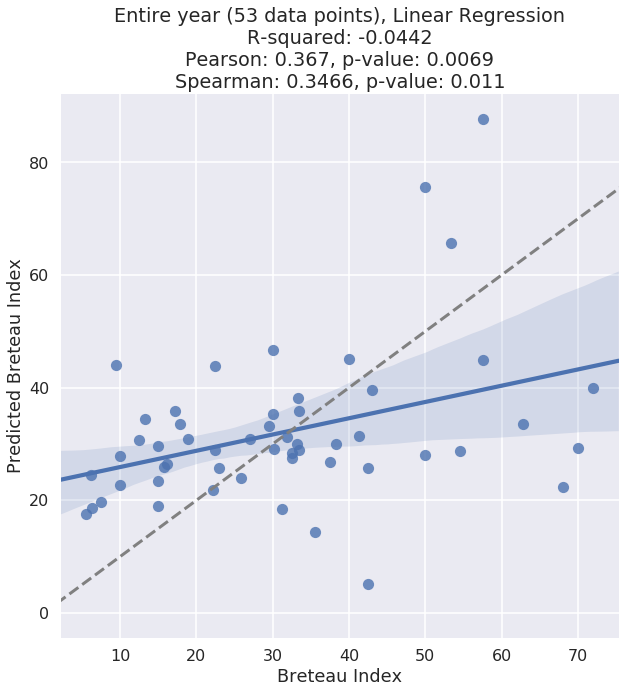 Entire year (53 data points), Linear Regression
R-squared: -0.0442
Pearson: 0.367, p-value: 0.0069
Spearman: 0.3466, p-value: 0.011
80
60
40
20
0
Predicted Breteau Index
10 20 30 40 50 60 70
Breteau Index